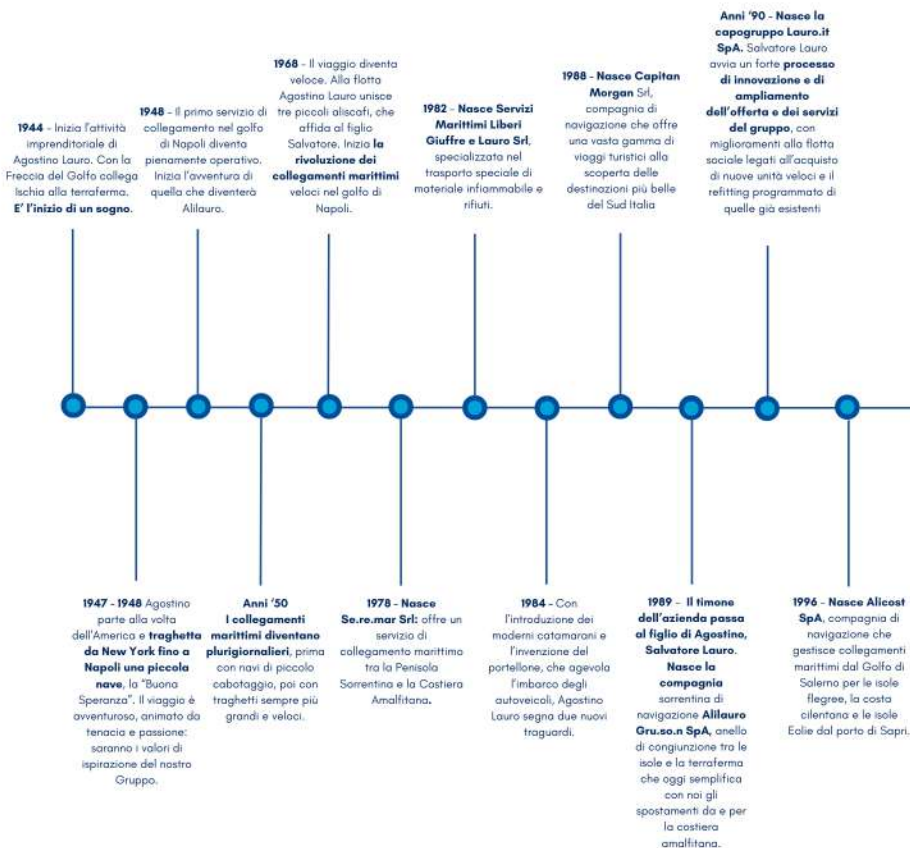 1944 - Inizia l'attività
imprenditoriale di
Agostino Lauro. Con la
Freccia del Golfo collega
Ischia alla terraferma.
E' l'inizio di un sogno.
1947 - 1948 Agostino
parte alla volta
dell'America e traghetta
da New York fino a
Napoli una piccola
nave, la "Buona
Speranza". Il viaggio è
avventuroso, animato da
tenacia e passione:
saranno i valori di
ispirazione del nostro
Gruppo.
1948 - Il primo servizio di
collegamento nel golfo
di Napoli diventa
pienamente operativo.
Inizia l'avventura di
quella che diventerà
Alilauro.
Anni '50
I collegamenti
marittimi diventano
plurigiornalieri, prima
con navi di piccolo
cabotaggio, poi con
traghetti sempre più
grandi e veloci.
1968 - Il viaggio diventa
veloce. Alla flotta
Agostino Lauro unisce
tre piccoli aliscafi, che
affida al figlio
Salvatore. Inizia la
rivoluzione dei
collegamenti marittimi
veloci nel golfo di
Napoli.
1978 - Nasce
Se.re.mar Srl: offre un
servizio di
collegamento marittimo
tra la Penisola
Sorrentina e la Costiera
Amalfitana.
1982 - Nasce Servizi
Marittimi Liberi
Giuffre e Lauro Srl,
specializzata nel
trasporto speciale di
materiale infiammabile e
rifiuti.
1984 - Con
l'introduzione dei
moderni catamaroni e
l'invenzione del
portellone, che agevola
l'imbarco degli
autoveicoli, Agostino
Lauro segna due nuovi
traguardi.
1988 - Nasce Capitan
Morgan Srl,
compagnia di
navigazione che offre
una vasta gamma di
viaggi turistici alla
scoperta delle
destinazioni più belle
del Sud Italia
1989 - Il timone
dell'azienda passa
al figlio di Agostino,
Salvatore Lauro.
Nasce la
compagnia
sorrentina di
navigazione Alilauro
Gru.so.n SpA, anello
di congiunzione tra le
isole e la terraferma
che oggi semplifica
con noi gli
spostamenti da e per
la costiera
amalfitana.
Anni '90 - Nasce la
capogruppo Lauro.it
SpA. Salvatore Lauro
avvia un forte processo
di innovazione e di
ampliamento
dell'offerta e dei servizi
del gruppo, con
miglioramenti alla flotta
sociale legati all'acquisto
di nuove unità veloci e il
refitting programmato di
quelle già esistenti
1996 - Nasce Alicost
SpA, compagnia di
navigazione che
gestisce collegamenti
marittimi dal Golfo di
Salerno per le isole
flegree, la costa
cilentana e le isole
Eolie dal porto di Sapri.